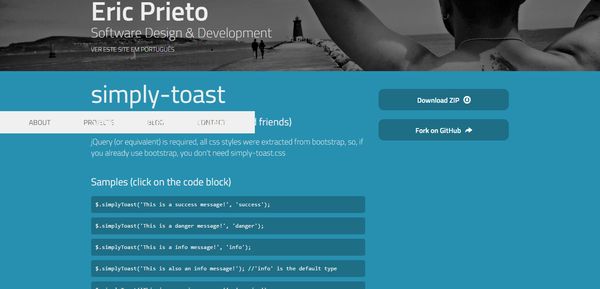 Eric Prieto
Software Design & Development
VER ESTE SITE EM PORTUGUÊS
simply-toast
Download ZIP
ABOUT PROJECTS BLOG CONTACT
friends)
Fork on GitHub
jQuery (or equivalent) is required, all css styles were extracted from bootstrap, so, if
you already use bootstrap, you don't need simply-toast.css
Samples (click on the code block)
$.simplyToast('This is a success message!', 'success');
$.simplyToast('This is a danger message!', 'danger');
$.simplyToast('This is a info message!', 'info');
$.simplyToast('This is also an info message!'); //'info' is the default type